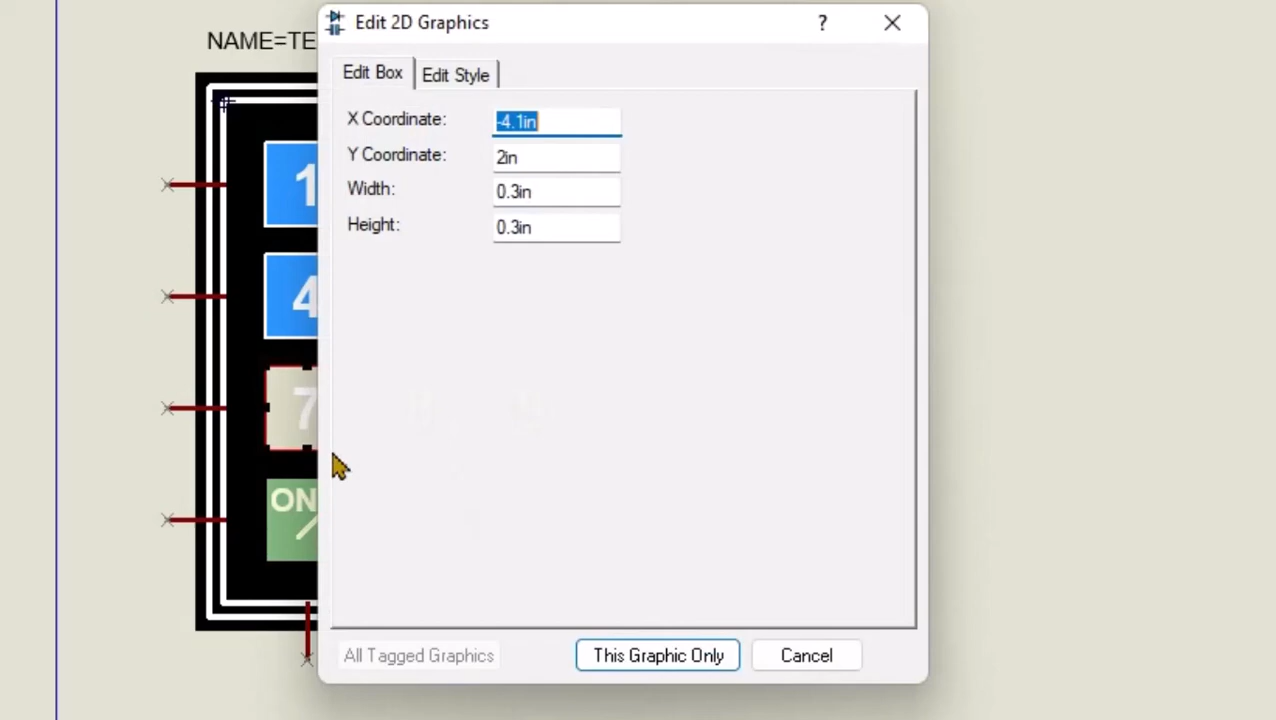 Edit 2D Graphics ?
NAME=TE
Edit Box Edit Style
X Coordinate: -4.1in
Y Coordinate: 2in
Width: 0.3in
Height: 0.3in
1
4
7
ON
All Tagged Graphics This Graphic Only Cancel